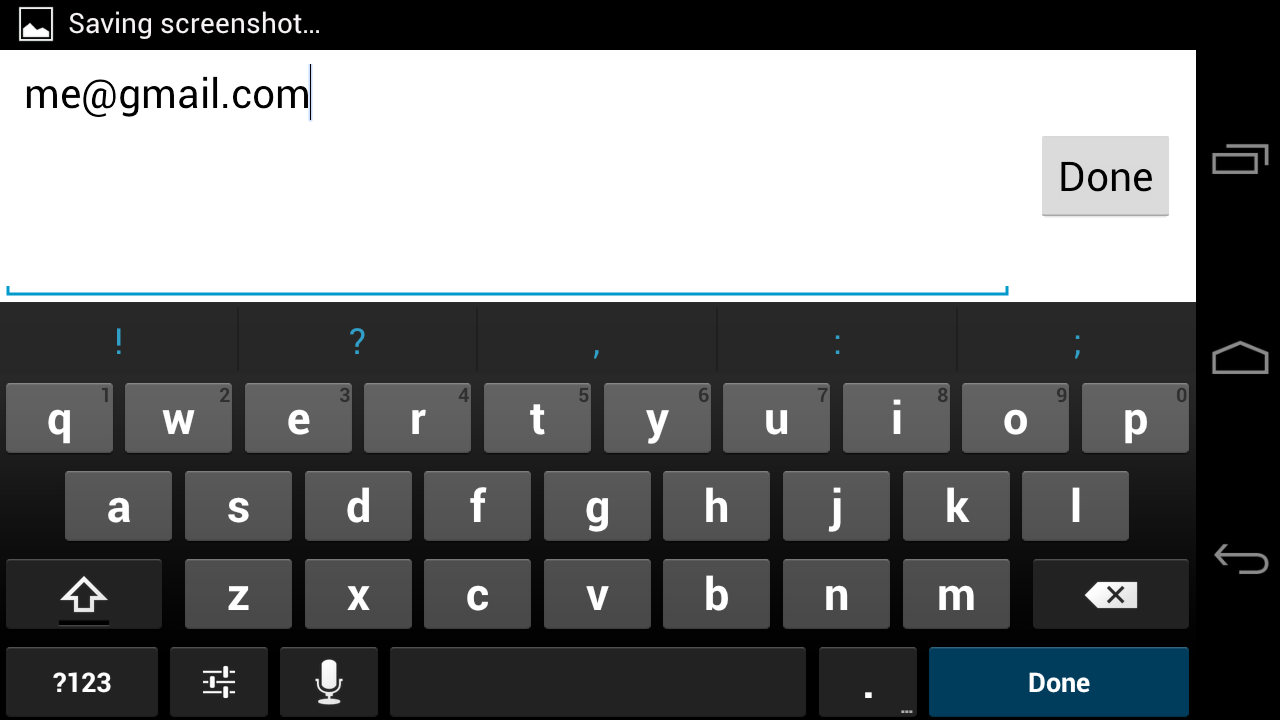 Saving screenshot...
me@gmail.com
Done
! ? , : ;
q 1 w 2 e 3 r 4 t 5 y 6 u 7 i 8 o 9 p 0
a s d f g h j k l
z x c v b n m
?123 . ... Done